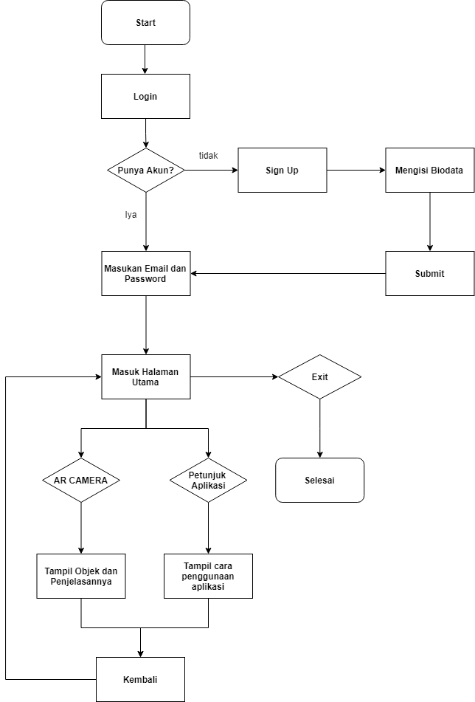 Start
Login
tidak
Punya Akun?
Sign Up
Mengisi Biodata
Iya
Masukan Email dan
Password
Submit
Masuk Halaman
Utama
Exit
AR CAMERA
Petunjuk
Aplikasi
Selesai
Tampil Objek dan
Penjelasannya
Tampil cara
penggunaan
aplikasi
Kembali